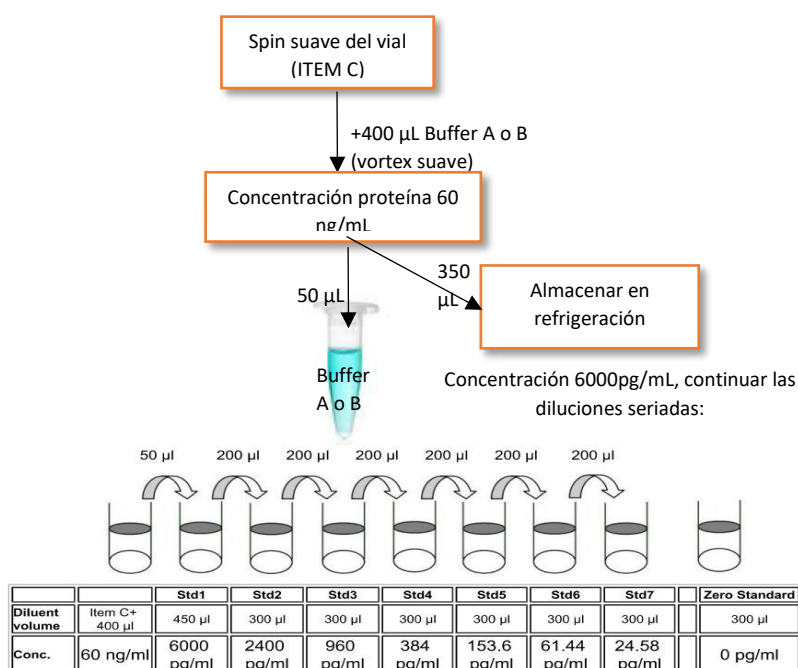 Spin suave del vial
(ITEM C)
+400 µL Buffer A o B
(vortex suave)
Concentración proteína 60
ng/mL
350
µL
50 µL
Almacenar en
refrigeración
Buffer
A o B
Concentración 6000pg/mL, continuar las
diluciones seriadas:
50 µl 200 µl 200 µl 200 µl 200 µl 200 µl 200 µl
Std1 Std2 Std3 Std4 Std5 Std6 Std7 Zero Standard
Diluent volume Item C+ 400 µl 450 µl 300 µl 300 µl 300 µl 300 µl 300 µl 300 µl 300 µl
Conc. 60 ng/ml 6000 pg/ml 2400 pg/ml 960 pg/ml 384 pg/ml 153.6 pg/ml 61.44 pg/ml 24.58 pg/ml 0 pg/ml